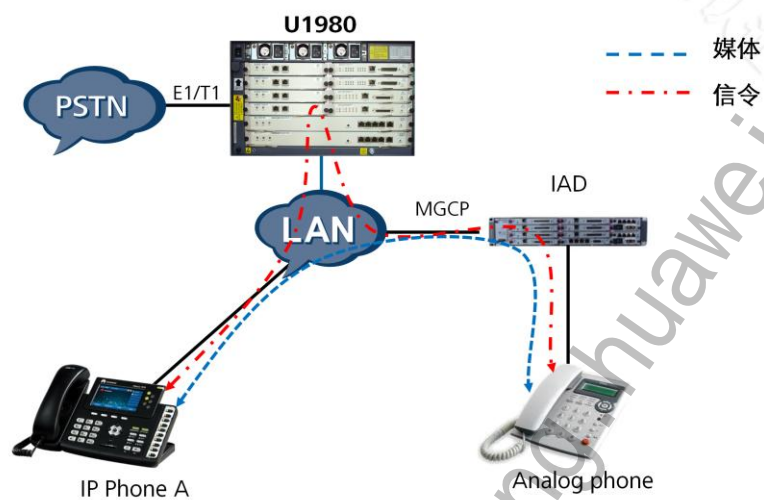 U1980
媒体
信令
PSTN
E1/T1
IAD
LAN
MGCP
IP Phone A
Analog phone